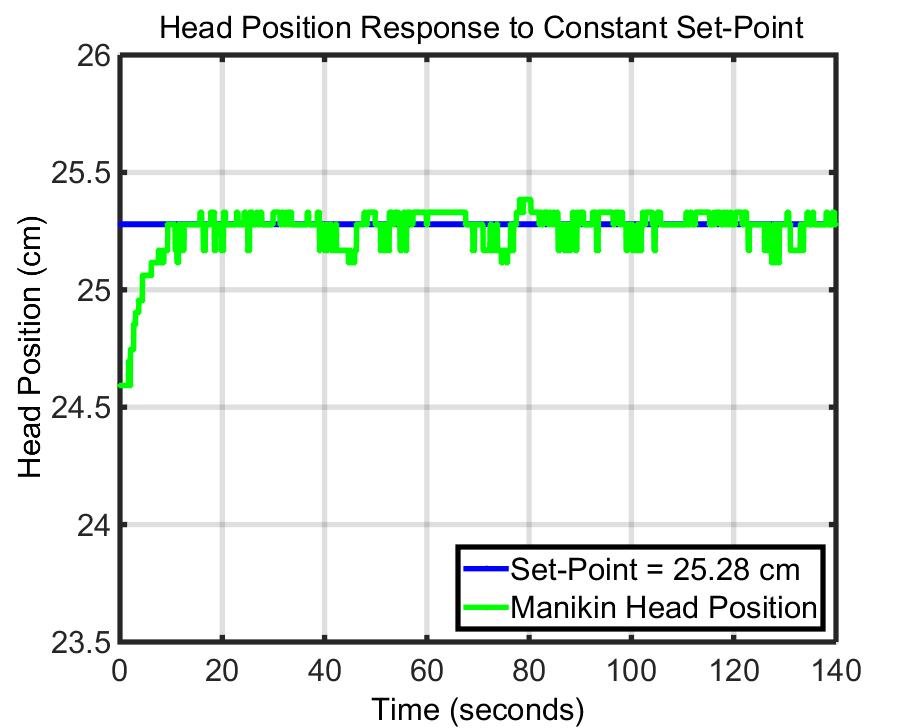 Head Position Response to Constant Set-Point
26
25.5
25
24.5
24
23.5
Head Position (cm)
Set-Point = 25.28 cm
Manikin Head Position
0 20 40 60 80 100 120 140
Time (seconds)